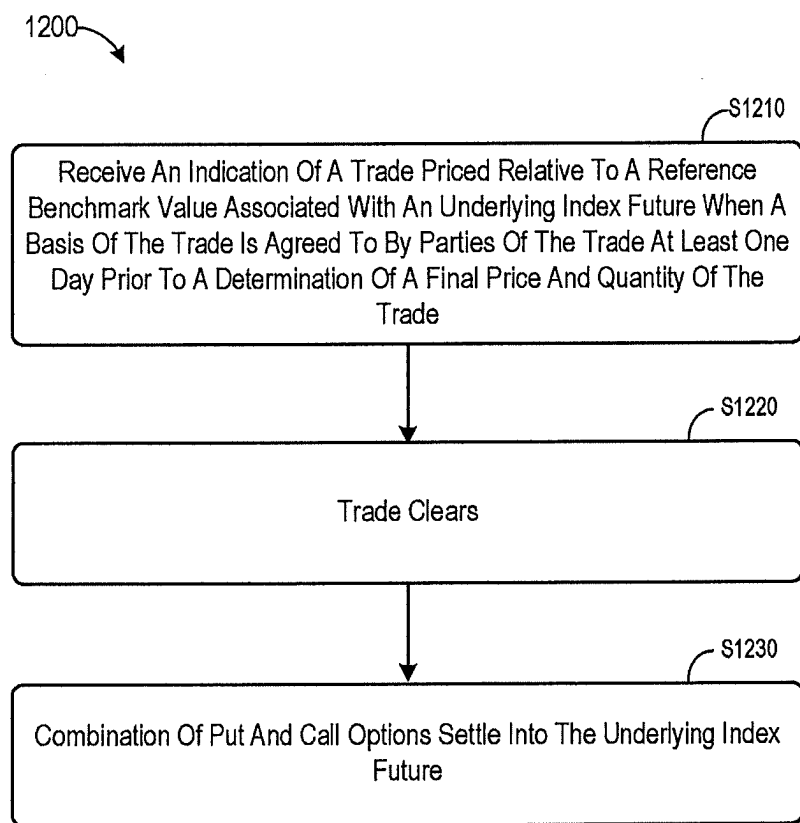 1200
S1210
Receive An Indication Of A Trade Priced Relative To A Reference
Benchmark Value Associated With An Underlying Index Future When A
Basis Of The Trade Is Agreed To By Parties Of The Trade At Least One
Day Prior To A Determination Of A Final Price And Quantity Of The
Trade
S1220
Trade Clears
S1230
Combination Of Put And Call Options Settle Into The Underlying Index
Future